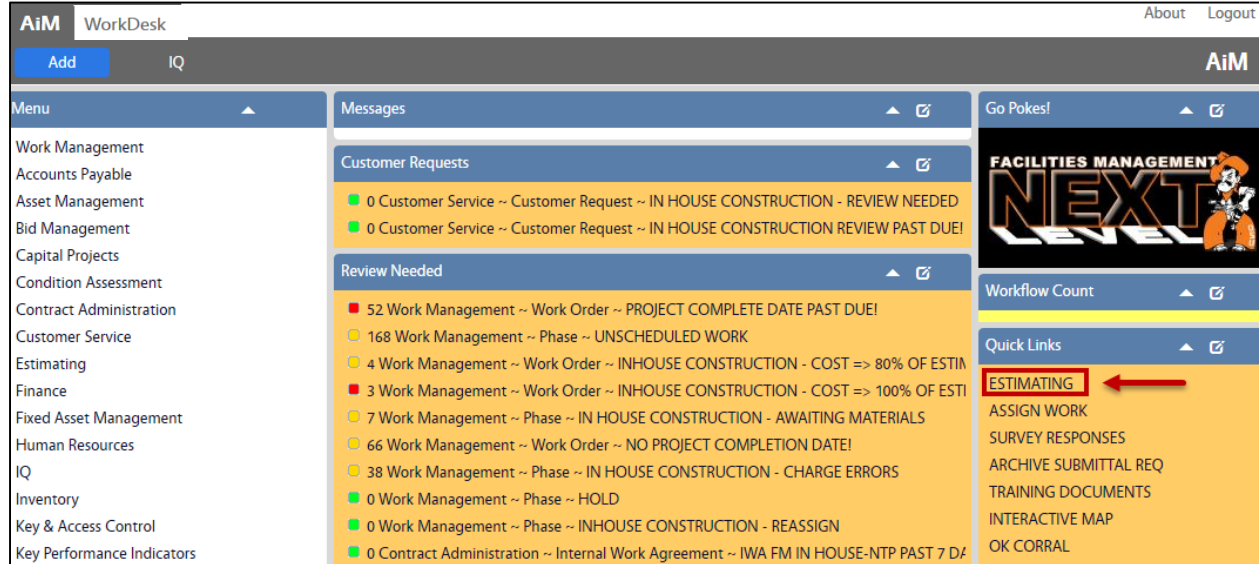 AiM WorkDesk
About Logout
Add IQ
AiM
Menu
Work Management
Accounts Payable
Asset Management
Bid Management
Capital Projects
Condition Assessment
Contract Administration
Customer Service
Estimating
Finance
Fixed Asset Management
Human Resources
IQ
Inventory
Key & Access Control
Key Performance Indicators
Messages
Customer Requests
0 Customer Service ~ Customer Request ~ IN HOUSE CONSTRUCTION - REVIEW NEEDED
0 Customer Service ~ Customer Request ~ IN HOUSE CONSTRUCTION REVIEW PAST DUE!
Review Needed
52 Work Management ~ Work Order ~ PROJECT COMPLETE DATE PAST DUE!
168 Work Management ~ Phase ~ UNSCHEDULED WORK
4 Work Management ~ Work Order ~ INHOUSE CONSTRUCTION - COST => 80% OF ESTIM
3 Work Management ~ Work Order ~ INHOUSE CONSTRUCTION - COST => 100% OF ESTI
7 Work Management ~ Phase ~ IN HOUSE CONSTRUCTION - AWAITING MATERIALS
66 Work Management ~ Work Order ~ NO PROJECT COMPLETION DATE!
38 Work Management ~ Phase ~ IN HOUSE CONSTRUCTION - CHARGE ERRORS
0 Work Management ~ Phase ~ HOLD
0 Work Management ~ Phase ~ INHOUSE CONSTRUCTION - REASSIGN
0 Contract Administration ~ Internal Work Agreement ~ IWA FM IN HOUSE-NTP PAST 7 DA
Go Pokes!
FACILITIES MANAGEMENT
NEXT
LEVEL
Workflow Count
Quick Links
ESTIMATING
ASSIGN WORK
SURVEY RESPONSES
ARCHIVE SUBMITTAL REQ
TRAINING DOCUMENTS
INTERACTIVE MAP
OK CORRAL